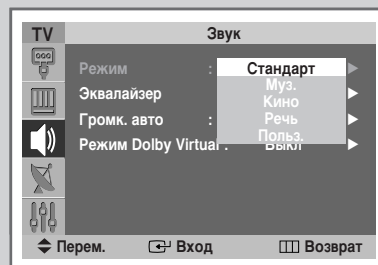 TV Звук
Режим : Стандарт
Муз.
Эквалайзер
Кино
Громк. авто : Речь
Польз.
Режим Dolby Virtual : Выкл
Перем. Вход Возврат